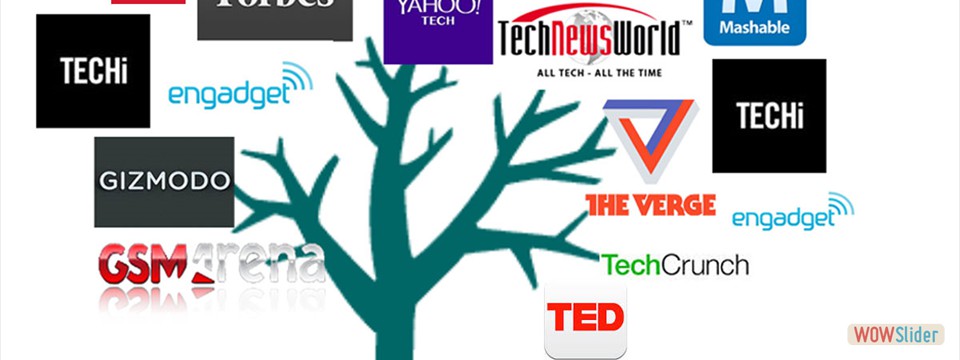 Forbes
YAHOO!
TECH
TechNewsWorld™
ALL TECH - ALL THE TIME
M
Mashable
TECHi
engadget
GIZMODO
GSMArena
THE VERGE
TECHi
engadget
TechCrunch
TED
WOWSlider